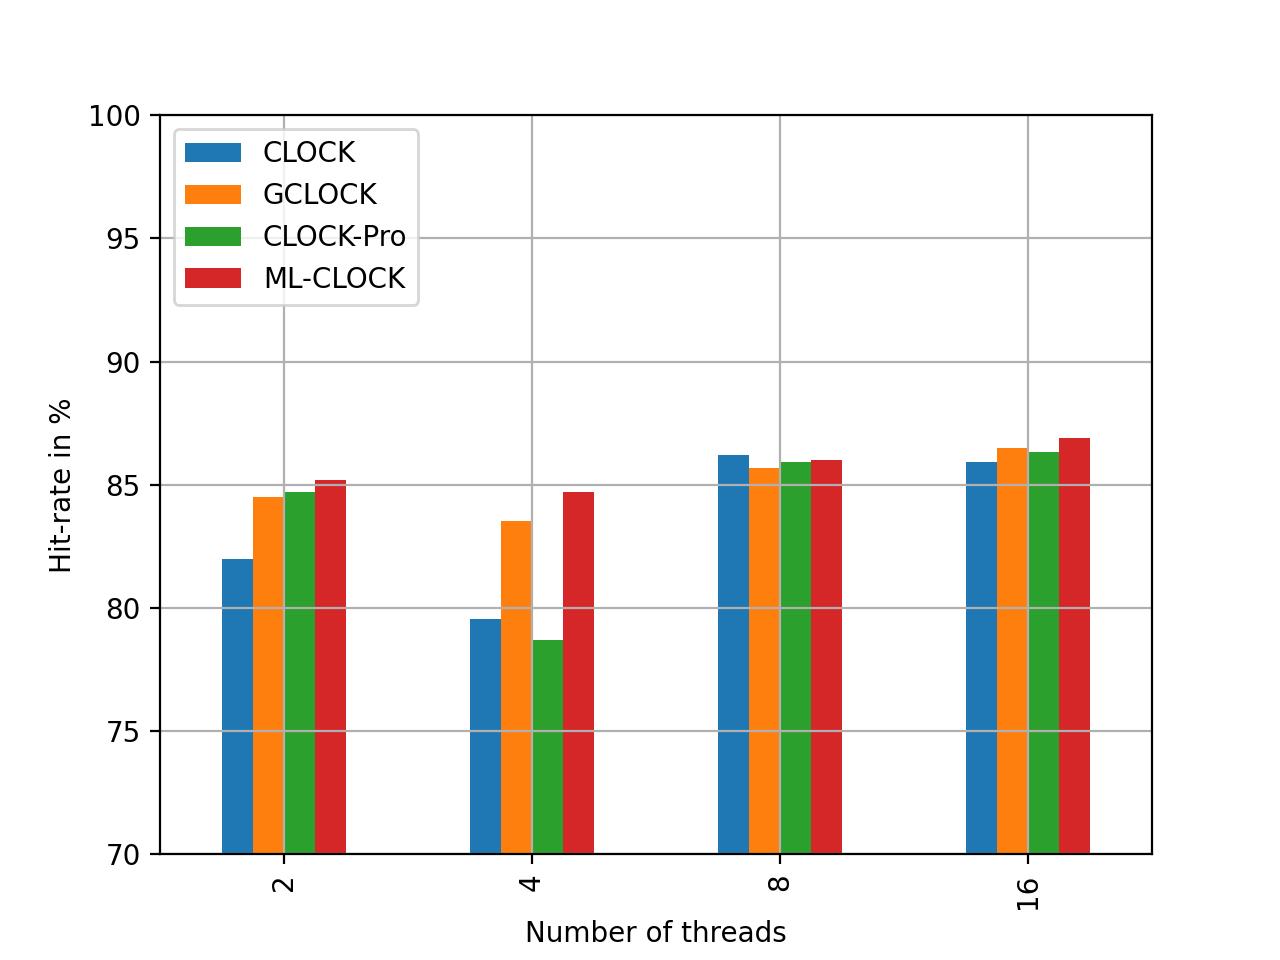 100
95
90
85
80
75
70
Hit-rate in %
CLOCK
GCLOCK
CLOCK-Pro
ML-CLOCK
2
4
8
16
Number of threads